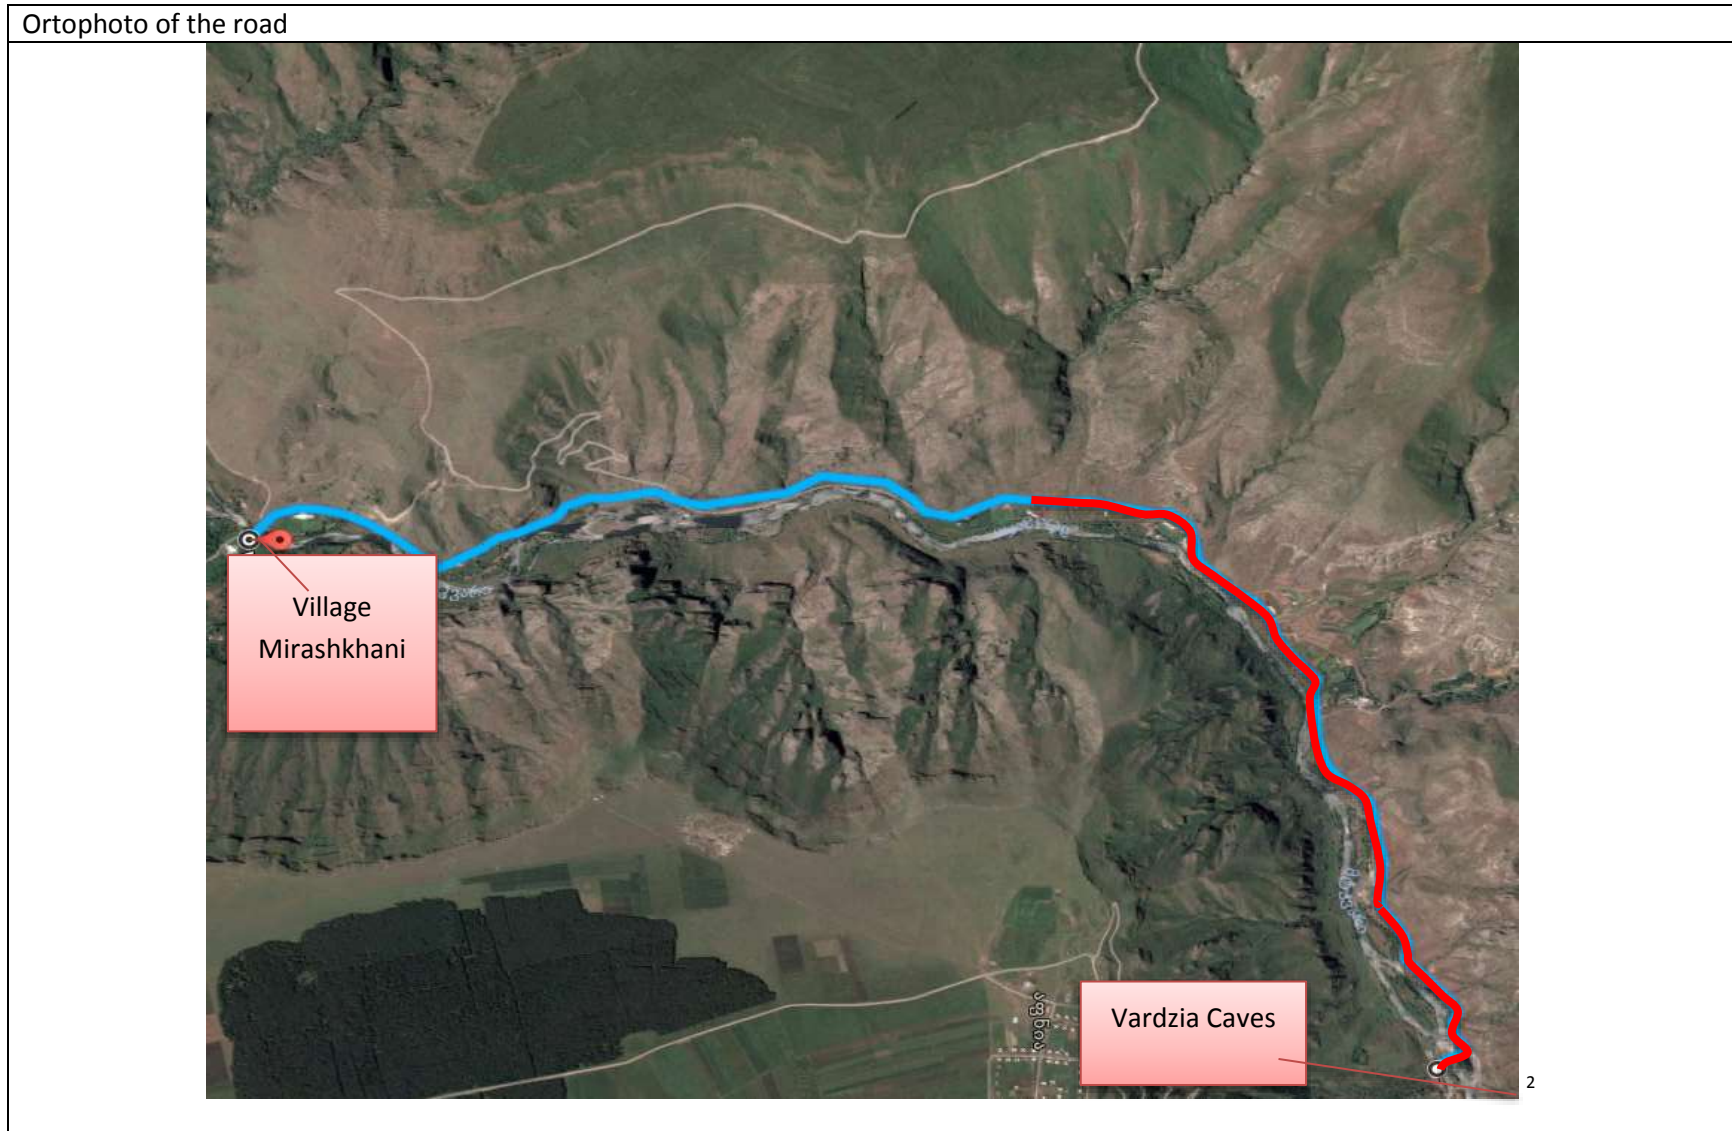 Ortophoto of the road
Village
Mirashkhani
Vardzia Caves
2